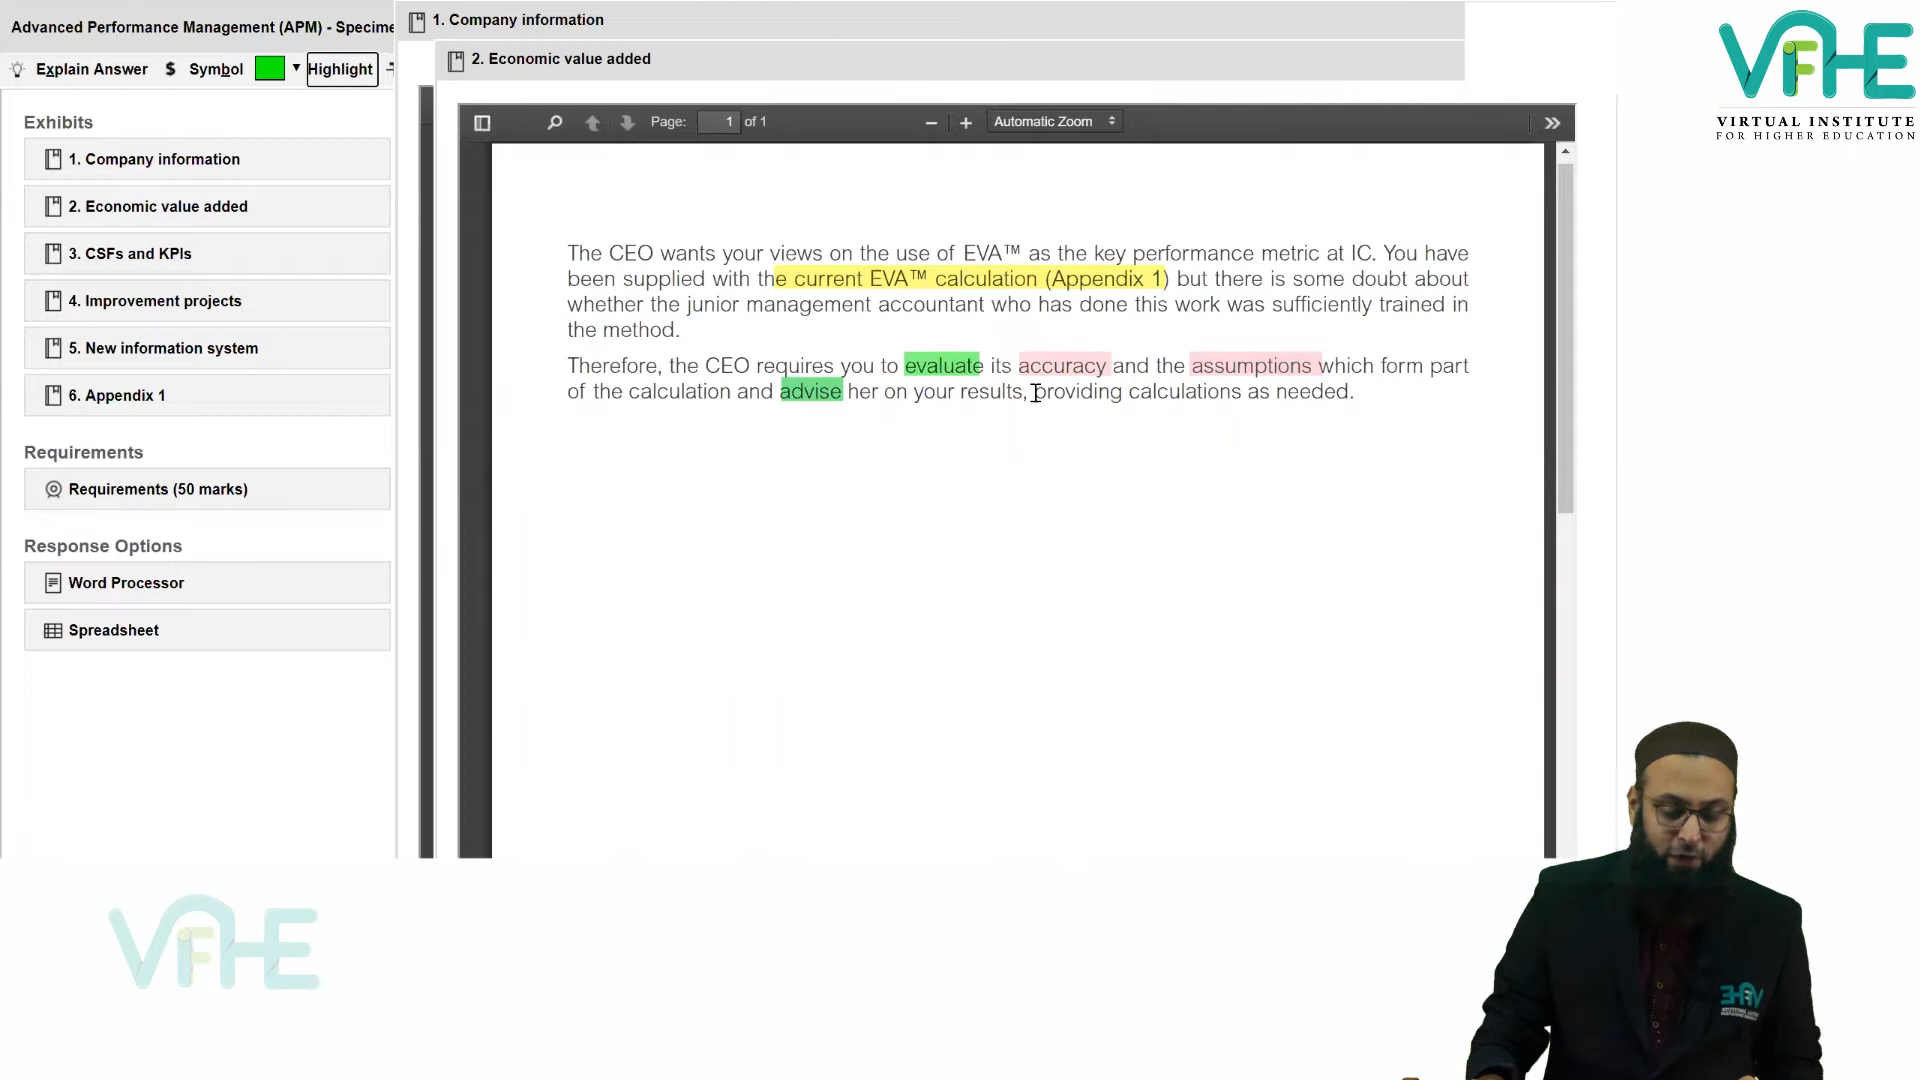 Advanced Performance Management (APM) - Specime
Explain Answer $ Symbol Highlight
Exhibits
1. Company information
2. Economic value added
3. CSFs and KPIs
4. Improvement projects
5. New information system
6. Appendix 1
Requirements
Requirements (50 marks)
Response Options
Word Processor
Spreadsheet
1. Company information
2. Economic value added
Page: 1 of 1
Automatic Zoom
The CEO wants your views on the use of EVA™ as the key performance metric at IC. You have
been supplied with the current EVA™ calculation (Appendix 1) but there is some doubt about
whether the junior management accountant who has done this work was sufficiently trained in
the method.
Therefore, the CEO requires you to evaluate its accuracy and the assumptions which form part
of the calculation and advise her on your results, providing calculations as needed.
VIFHE
VIRTUAL INSTITUTE
FOR HIGHER EDUCATION
VIFHE